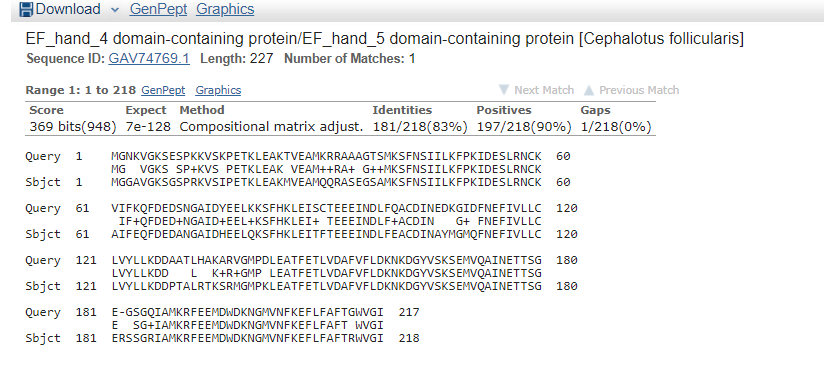 Download GenPept Graphics
EF_hand_4 domain-containing protein/EF_hand_5 domain-containing protein [Cephalotus follicularis]
Sequence ID: GAV74769.1 Length: 227 Number of Matches: 1
Range 1: 1 to 218 GenPept Graphics Next Match Previous Match
Score Expect Method Identities Positives Gaps
369 bits(948) 7e-128 Compositional matrix adjust. 181/218(83%) 197/218(90%) 1/218(0%)
Query 1 MGNKVGKSESPKKVSKPETKLEAKTVEAMKRRAAAGTSMKSFNSIILKFPKIDESLRNCK 60
MG VGKS SP+KVS PETKLEAK VEAM++RA+ G++MKSFNSIILKFPKIDESLRNCK
Sbjct 1 MGGAVGKSGSPRKVSIPETKLEAKMVEAMQQRASEGSAMKSFNSIILKFPKIDESLRNCK 60
Query 61 VIFKQFDEDSNGAIDYEELKKSFHKLEISCTEEEINDLFQACDINEDKGIDFNEFIVLLC 120
IF+QFDED+NGAID+EEL+KSFHKLEI+ TEEEINDLF+ACDIN G+ FNEFIVLLC
Sbjct 61 AIFEQFDEDANGAIDHEELQKSFHKLEITFTEEEINDLFEACDINAYMGMQFNEFIVLLC 120
Query 121 LVYLLKDDAATLHAKARVGMPDLEATFETLVDAFVFLDKNKDGYVSKSEMVQAINETTSG 180
LVYLLKDD L K+R+GMP LEATFETLVDAFVFLDKNKDGYVSKSEMVQAINETTSG
Sbjct 121 LVYLLKDDPTALRTKSRMGMPKLEATFETLVDAFVFLDKNKDGYVSKSEMVQAINETTSG 180
Query 181 E-GSGQIAMKRFEEMDWDKNGMVNFKEFLFAFTGWVGI 217
E SG+IAMKRFEEMDWDKNGMVNFKEFLFAFT WVGI
Sbjct 181 ERSSGRIAMKRFEEMDWDKNGMVNFKEFLFAFTRWVGI 218